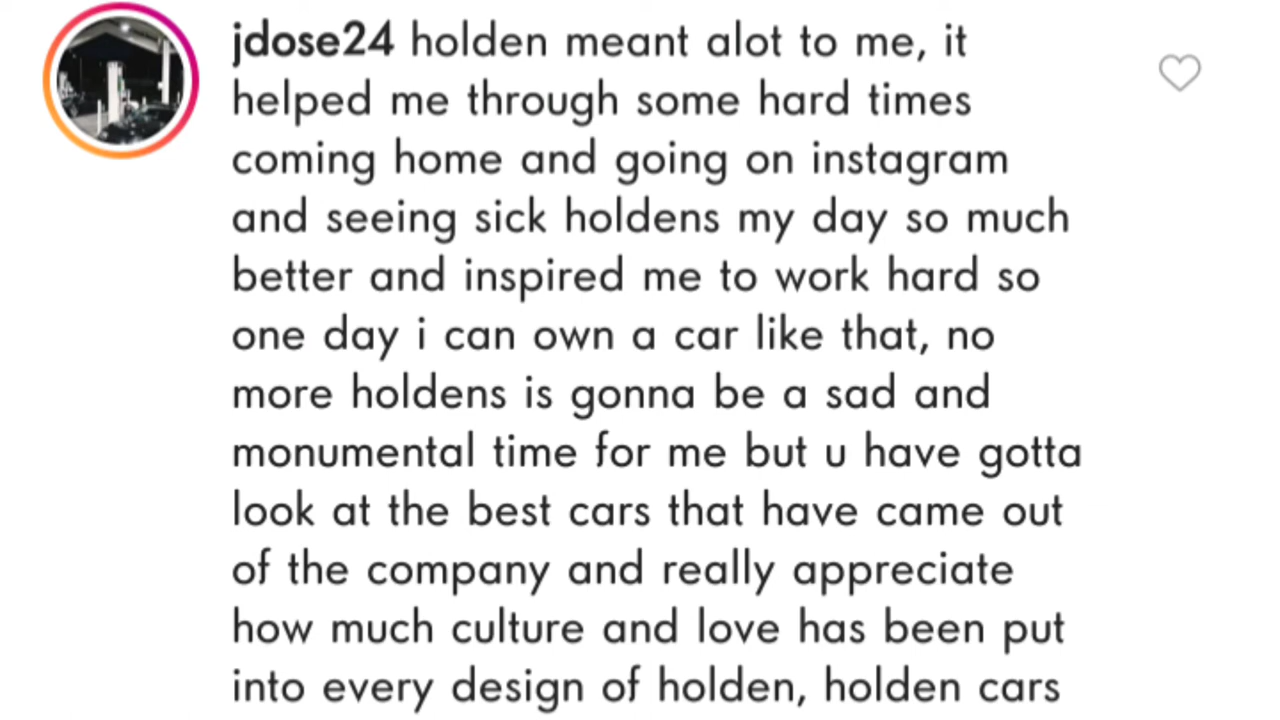 jdose24 holden meant alot to me, it
helped me through some hard times
coming home and going on instagram
and seeing sick holdens my day so much
better and inspired me to work hard so
one day i can own a car like that, no
more holdens is gonna be a sad and
monumental time for me but u have gotta
look at the best cars that have came out
of the company and really appreciate
how much culture and love has been put
into every design of holden, holden cars